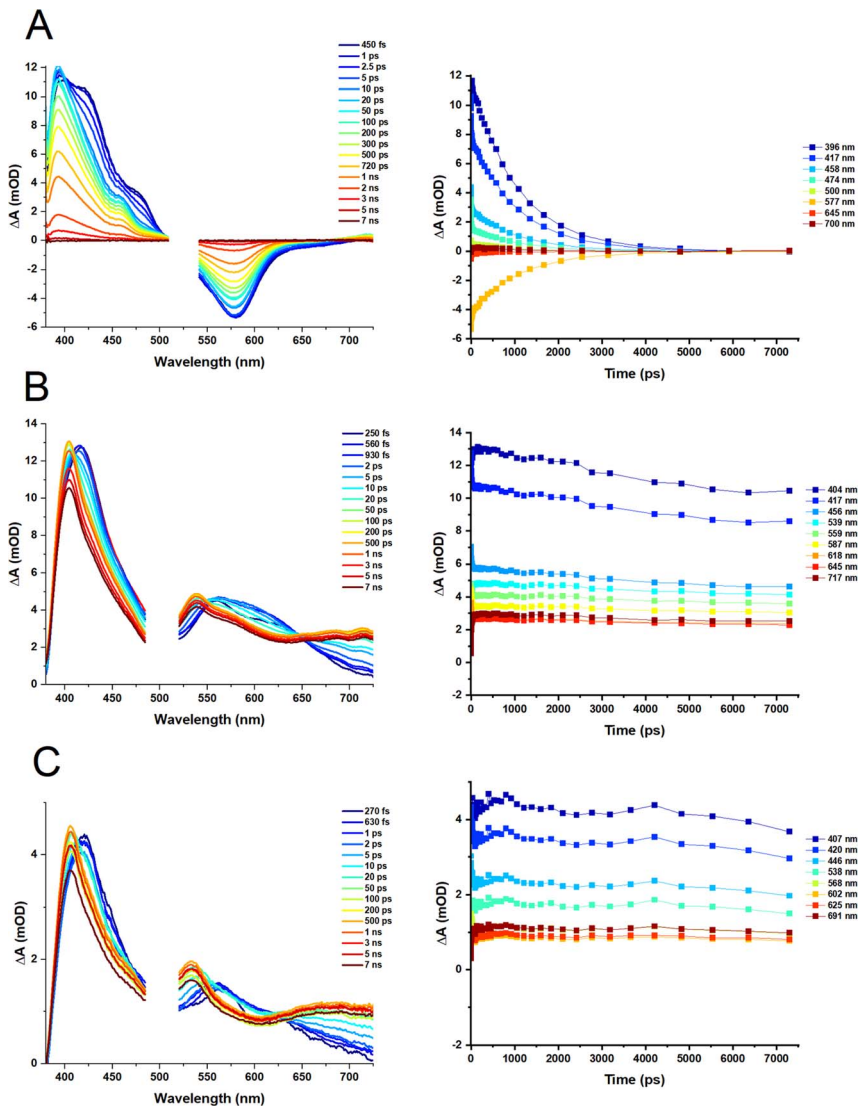 A
12
10
8
6
4
2
0
-2
-4
-6
ΔA (mOD)
400 450 500 550 600 650 700
Wavelength (nm)
450 fs
1 ps
2.5 ps
5 ps
10 ps
20 ps
50 ps
100 ps
200 ps
300 ps
500 ps
720 ps
1 ns
2 ns
3 ns
5 ns
7 ns
12
10
8
6
4
2
0
-2
-4
-6
ΔA (mOD)
0 1000 2000 3000 4000 5000 6000 7000
Time (ps)
396 nm
417 nm
458 nm
474 nm
500 nm
577 nm
645 nm
700 nm
B
14
12
10
8
6
4
2
0
ΔA (mOD)
400 450 500 550 600 650 700
Wavelength (nm)
250 fs
560 fs
930 fs
2 ps
5 ps
10 ps
20 ps
50 ps
100 ps
200 ps
500 ps
1 ns
3 ns
5 ns
7 ns
14
12
10
8
6
4
2
0
-2
ΔA (mOD)
0 1000 2000 3000 4000 5000 6000 7000
Time (ps)
404 nm
417 nm
456 nm
539 nm
559 nm
587 nm
618 nm
645 nm
717 nm
C
4
2
0
ΔA (mOD)
400 450 500 550 600 650 700
Wavelength (nm)
270 fs
630 fs
1 ps
2 ps
5 ps
10 ps
20 ps
50 ps
100 ps
200 ps
500 ps
1 ns
3 ns
5 ns
7 ns
4
2
0
-2
ΔA (mOD)
0 1000 2000 3000 4000 5000 6000 7000
Time (ps)
407 nm
420 nm
446 nm
538 nm
568 nm
602 nm
625 nm
691 nm